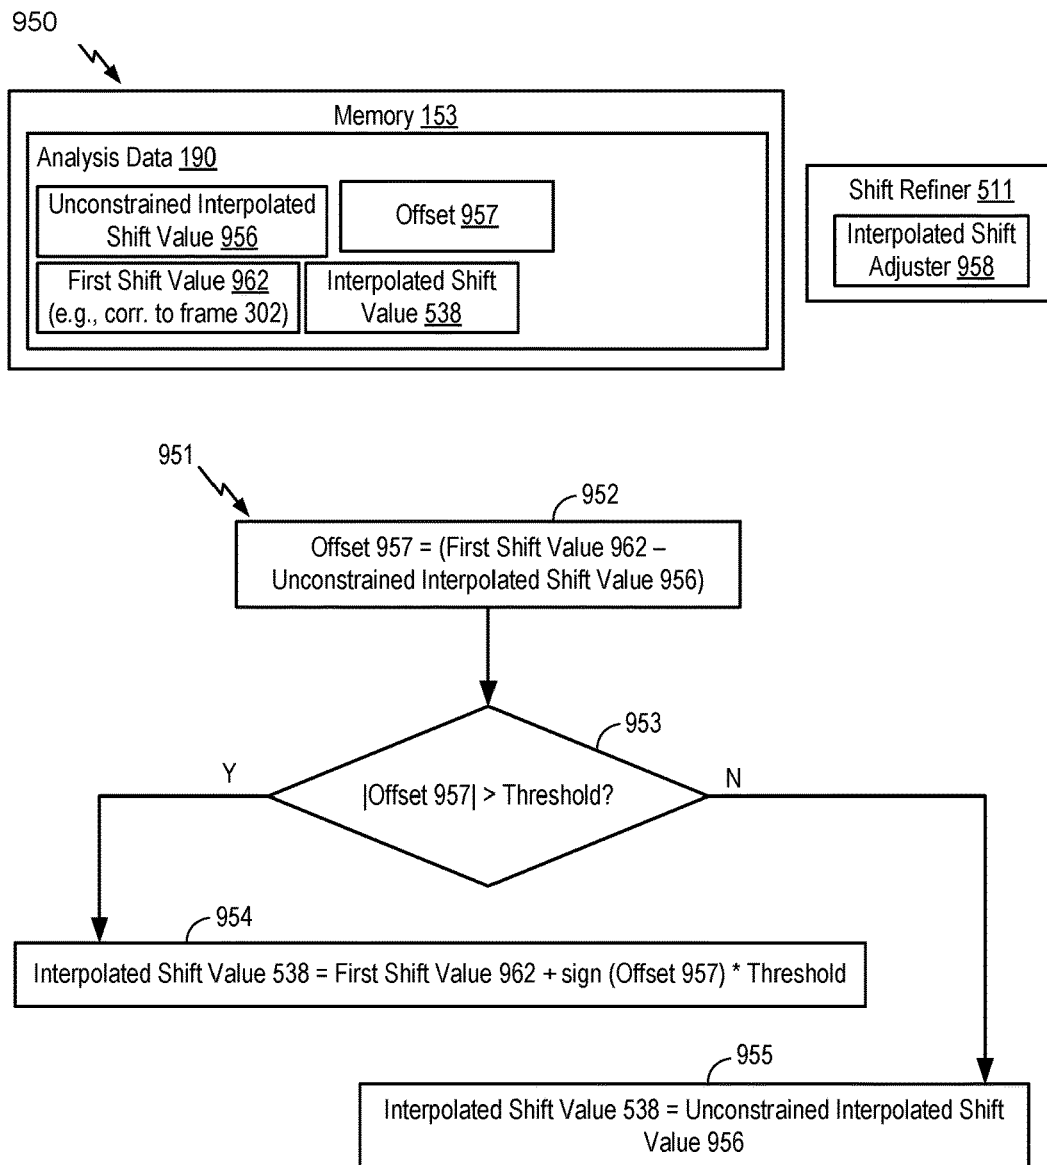 950
Memory 153
Analysis Data 190
Unconstrained Interpolated
Shift Value 956
Offset 957
First Shift Value 962
(e.g., corr. to frame 302)
Interpolated Shift
Value 538
Shift Refiner 511
Interpolated Shift
Adjuster 958
951
952
Offset 957 = (First Shift Value 962 –
Unconstrained Interpolated Shift Value 956)
953
Y
|Offset 957| > Threshold?
N
954
Interpolated Shift Value 538 = First Shift Value 962 + sign (Offset 957) * Threshold
955
Interpolated Shift Value 538 = Unconstrained Interpolated Shift
Value 956